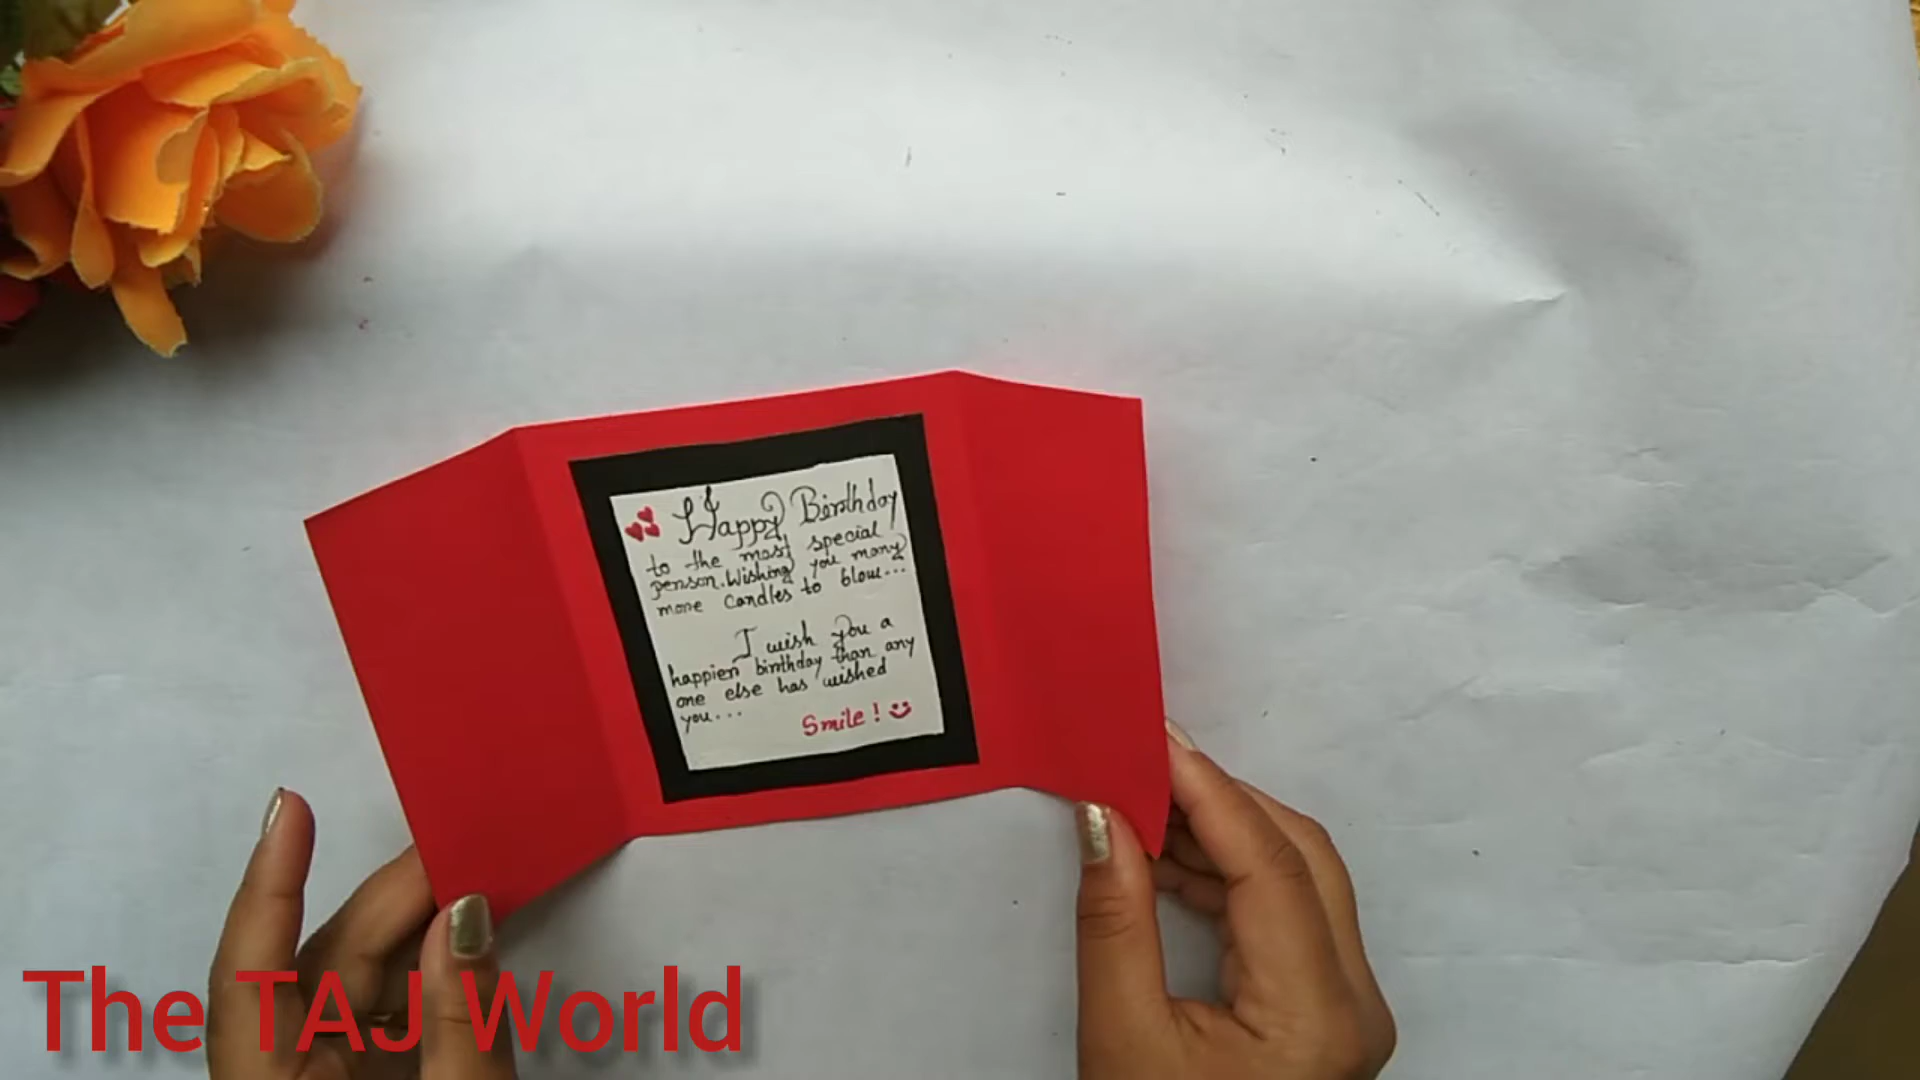 Happy Birthday
to the most special
person. Wishing you many
more candles to blow...
I wish you a
happier birthday than any
one else has wished
you...
Smile!
The TAJ World